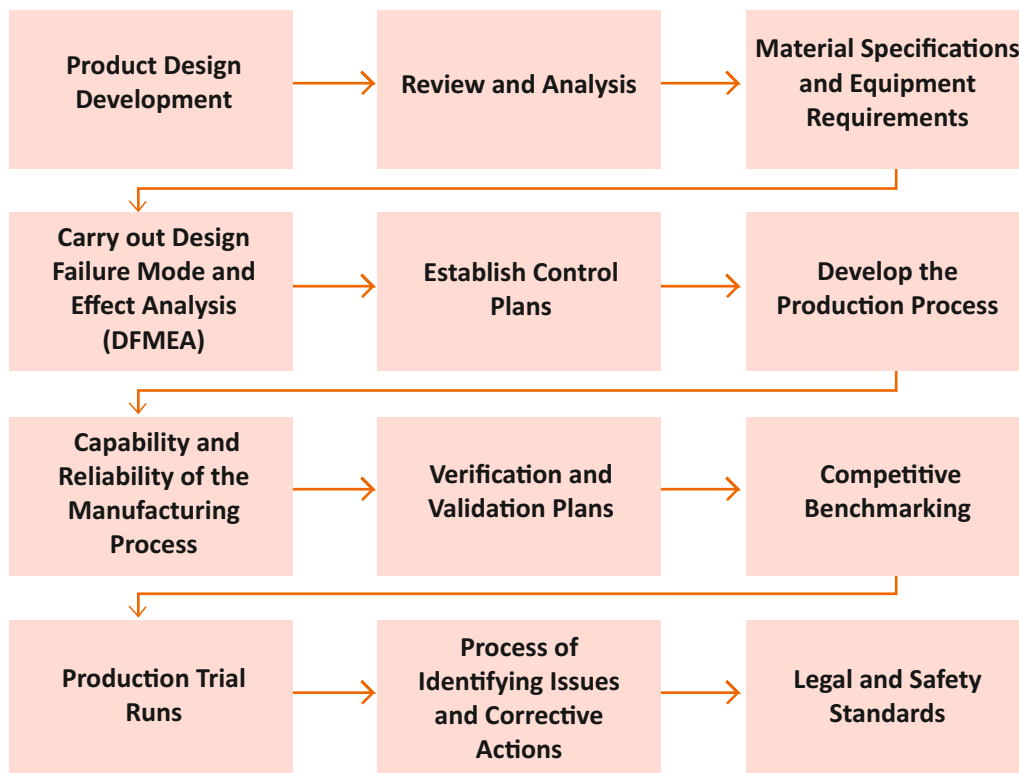 Product Design
Development
Review and Analysis
Material Specifications
and Equipment
Requirements
Carry out Design
Failure Mode and
Effect Analysis
(DFMEA)
Establish Control
Plans
Develop the
Production Process
Capability and
Reliability of the
Manufacturing
Process
Verification and
Validation Plans
Competitive
Benchmarking
Production Trial
Runs
Process of
Identifying Issues
and Corrective
Actions
Legal and Safety
Standards